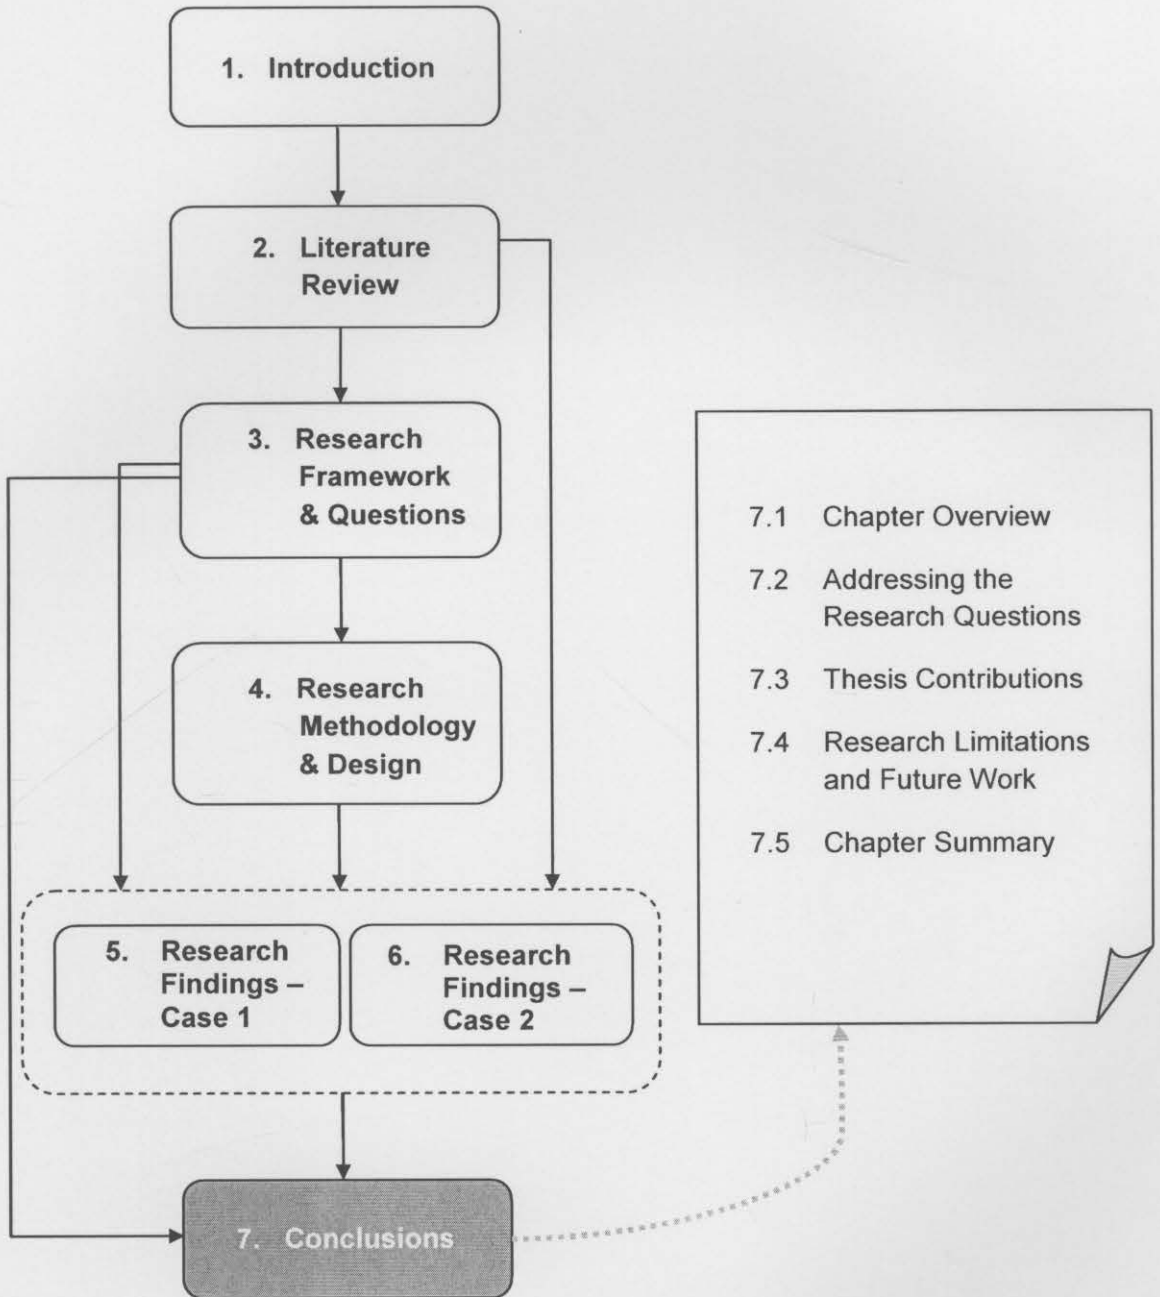 1. Introduction
2. Literature
Review
3. Research
Framework
& Questions
4. Research
Methodology
& Design
5. Research
Findings –
Case 1
6. Research
Findings –
Case 2
7. Conclusions
7.1 Chapter Overview
7.2 Addressing the
Research Questions
7.3 Thesis Contributions
7.4 Research Limitations
and Future Work
7.5 Chapter Summary